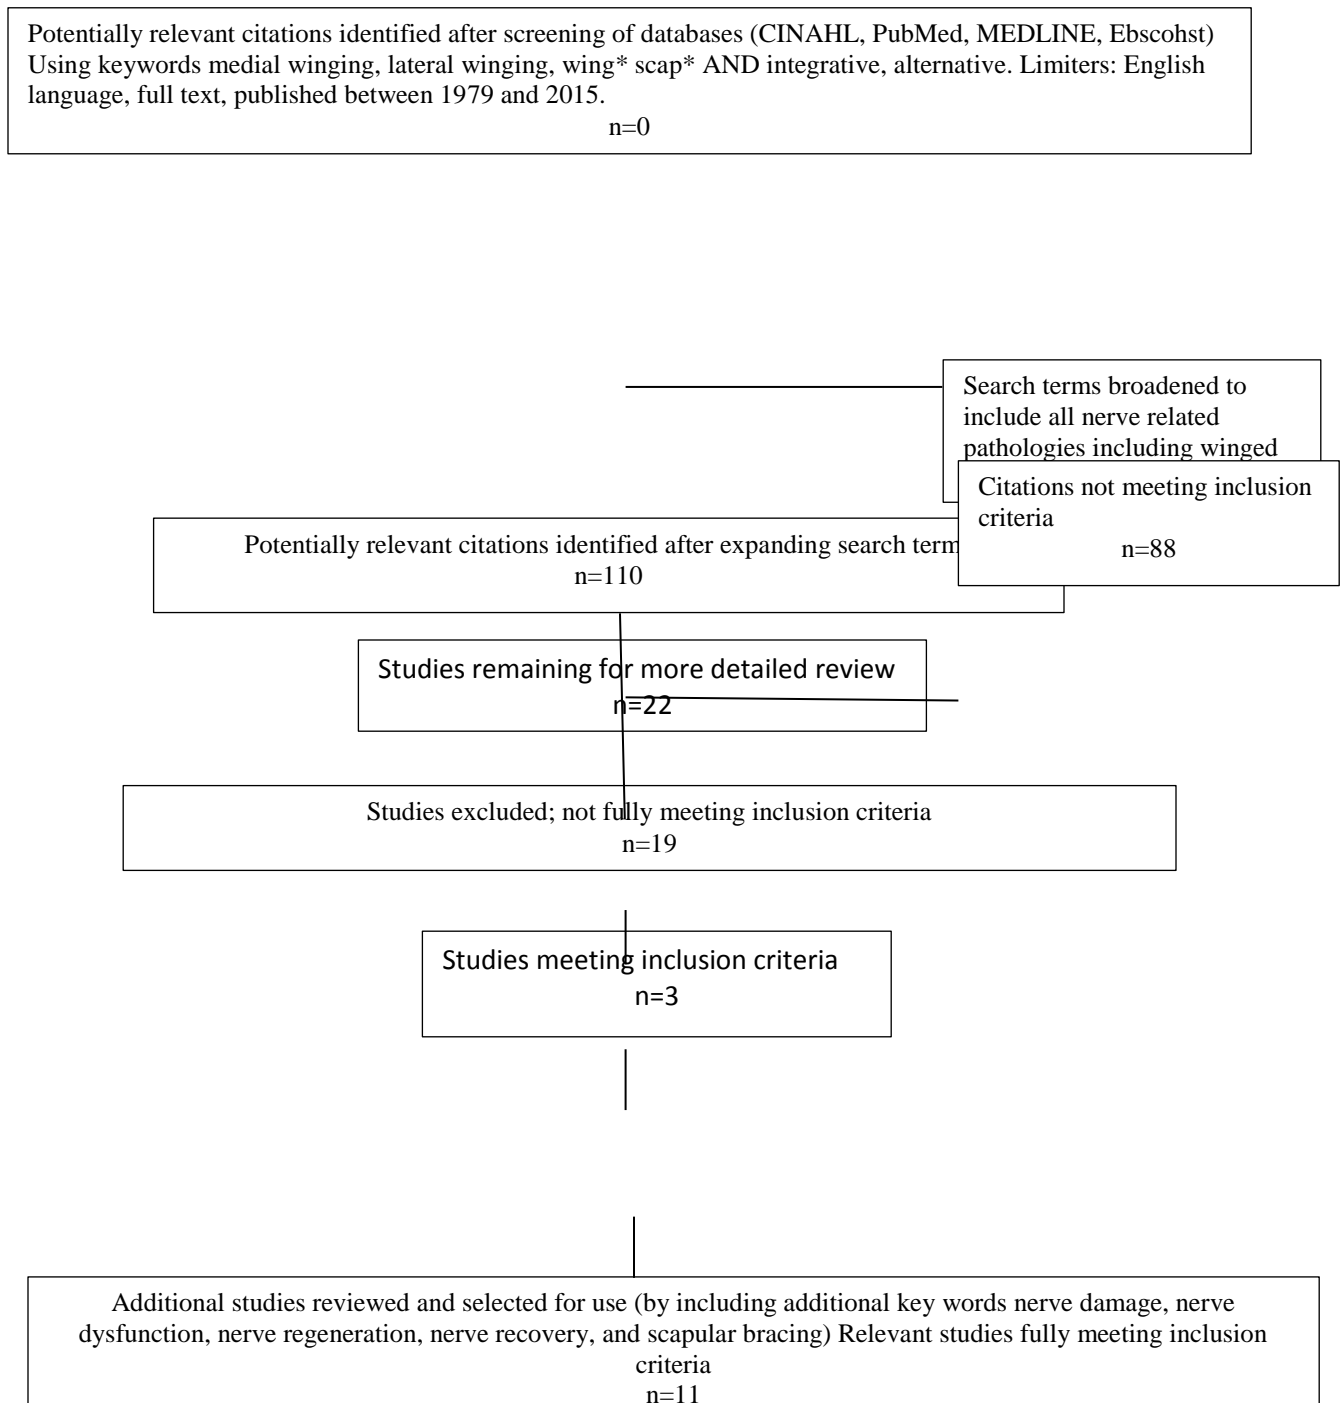 Potentially relevant citations identified after screening of databases (CINAHL, PubMed, MEDLINE, Ebscohst)
Using keywords medial winging, lateral winging, wing* scap* AND integrative, alternative. Limiters: English
language, full text, published between 1979 and 2015.
n=0
Search terms broadened to
include all nerve related
pathologies including winged
Citations not meeting inclusion
criteria
n=88
Potentially relevant citations identified after expanding search term
n=110
Studies remaining for more detailed review
n=22
Studies excluded; not fully meeting inclusion criteria
n=19
Studies meeting inclusion criteria
n=3
Additional studies reviewed and selected for use (by including additional key words nerve damage, nerve
dysfunction, nerve regeneration, nerve recovery, and scapular bracing) Relevant studies fully meeting inclusion
criteria
n=11